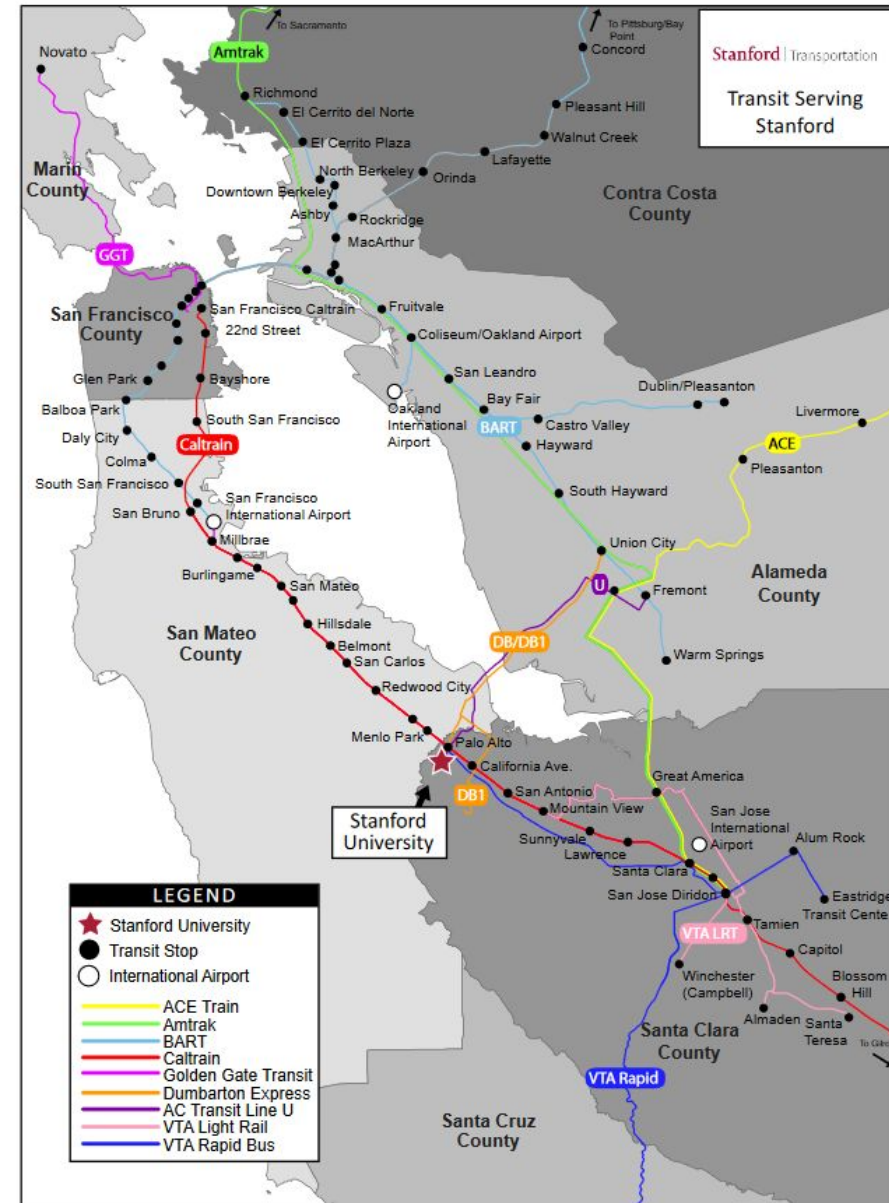 To Sacramento
To Pittsburg/Bay
Point
Novato
Amtrak
Concord
Stanford | Transportation
Transit Serving
Stanford
Richmond
El Cerrito del Norte
Pleasant Hill
El Cerrito Plaza
Walnut Creek
Lafayette
Marin
County
North Berkeley
Orinda
Downtown Berkeley
Ashby
Rockridge
Contra Costa
County
MacArthur
GGT
San Francisco
County
San Francisco Caltrain
22nd Street
Fruitvale
Coliseum/Oakland Airport
San Leandro
Glen Park
Bayshore
Dublin/Pleasanton
Balboa Park
Oakland
International
Airport
Bay Fair
BART
Castro Valley
Livermore
South San Francisco
Daly City
Caltrain
Hayward
ACE
Colma
Pleasanton
South San Francisco
San Francisco
International Airport
South Hayward
San Bruno
Millbrae
Union City
Burlingame
Alameda
County
San Mateo
U
Fremont
Hillsdale
San Mateo
County
DB/DB1
Belmont
San Carlos
Warm Springs
Redwood City
Menlo Park
Palo Alto
California Ave.
DB1
San Antonio
Great America
Mountain View
San Jose
International
Airport
Stanford
University
Sunnyvale
Lawrence
Alum Rock
Santa Clara
San Jose Diridon
Eastridge
Transit Center
VTA LRT
Tamien
Capitol
Winchester
(Campbell)
Blossom
Hill
Almaden
Santa
Teresa
Santa Clara
County
To Gilro
VTA Rapid
Santa Cruz
County
LEGEND
Stanford University
Transit Stop
International Airport
ACE Train
Amtrak
BART
Caltrain
Golden Gate Transit
Dumbarton Express
AC Transit Line U
VTA Light Rail
VTA Rapid Bus